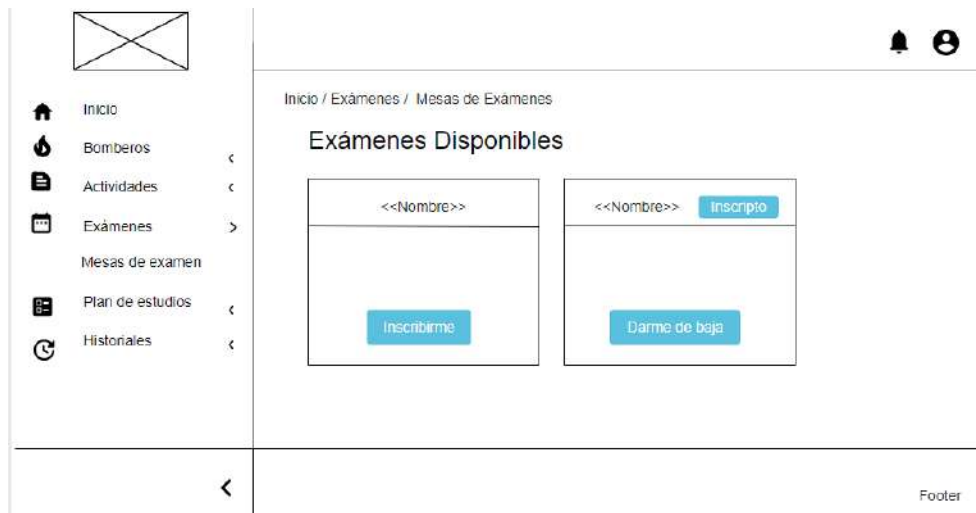 Inicio
Bomberos
Actividades
Exámenes
Mesas de examen
Plan de estudios
Historiales
Inicio / Exámenes / Mesas de Exámenes
Exámenes Disponibles
<<Nombre>>
Inscribirme
<<Nombre>> Inscripto
Darme de baja
Footer